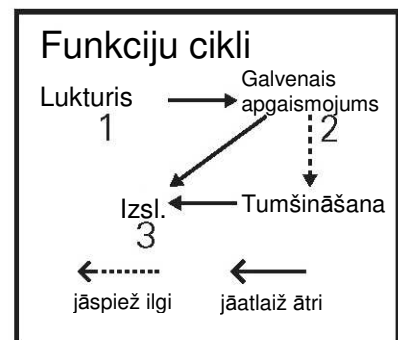 Funkciju cikli
Lukturis
1
Galvenais
apgaismojums
2
Izsl.
3
Tumšināšana
jāspiež ilgi
jāatlaiž ātri